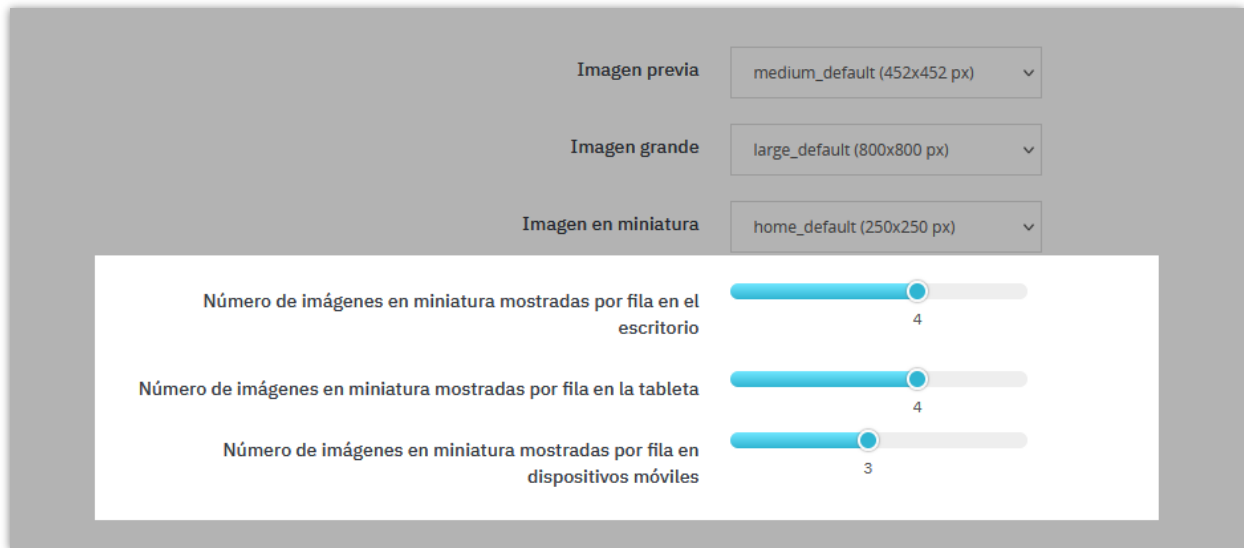 Imagen previa
medium_default (452x452 px)
Imagen grande
large_default (800x800 px)
Imagen en miniatura
home_default (250x250 px)
Número de imágenes en miniatura mostradas por fila en el
escritorio
4
Número de imágenes en miniatura mostradas por fila en la tableta
4
Número de imágenes en miniatura mostradas por fila en
dispositivos móviles
3